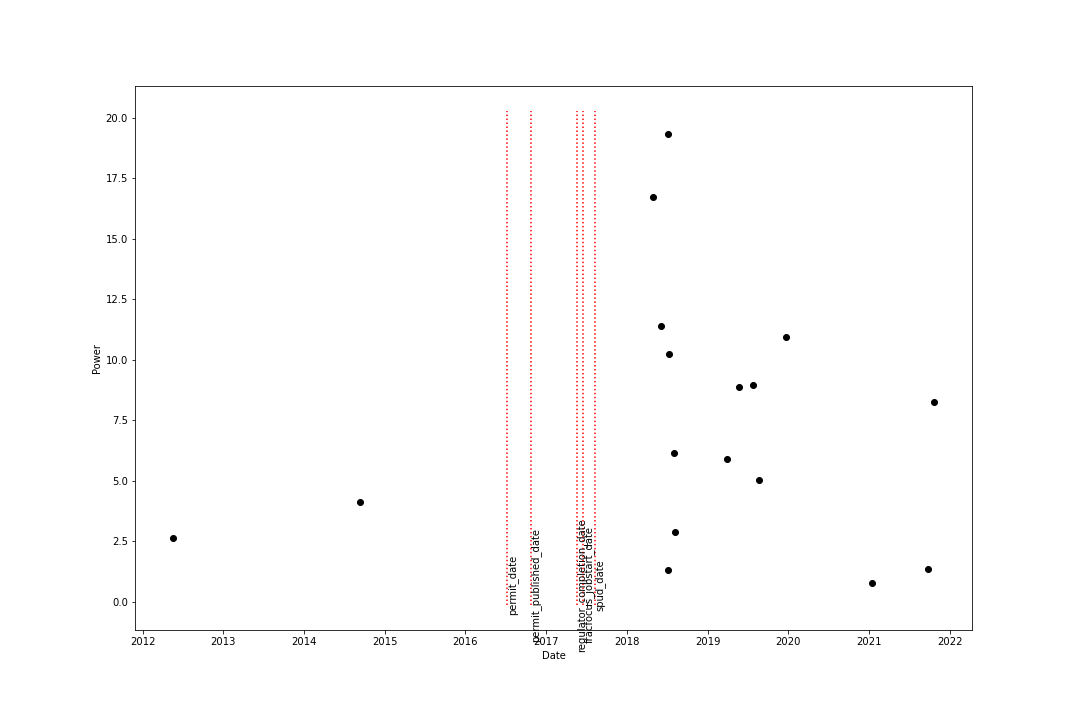 20.0
17.5
15.0
12.5
10.0
7.5
5.0
2.5
0.0
Power
permit_date
permit_published_date
regulator_completion_date
fracfocus_jobstart_date
spud_date
2012 2013 2014 2015 2016 2017 2018 2019 2020 2021 2022
Date